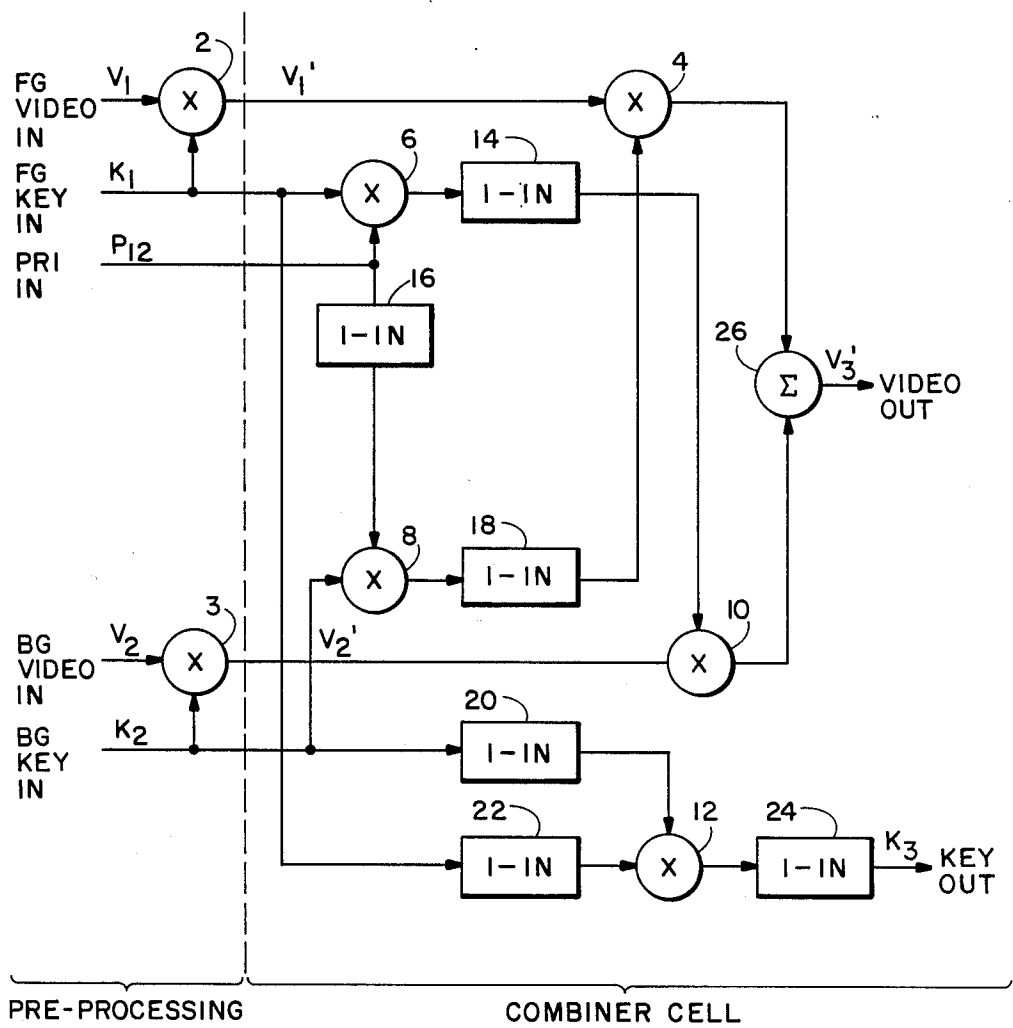 2
4
FG
VIDEO
IN
V1
X
V1'
X
6
14
FG
KEY
IN
K1
X
1-IN
PRI
IN
P12
16
1-IN
26
Σ
V3'
VIDEO
OUT
8
18
X
1-IN
3
10
BG
VIDEO
IN
V2
X
V2'
X
20
BG
KEY
IN
K2
1-IN
22
12
24
1-IN
X
1-IN
K3
KEY
OUT
PRE-PROCESSING
COMBINER CELL